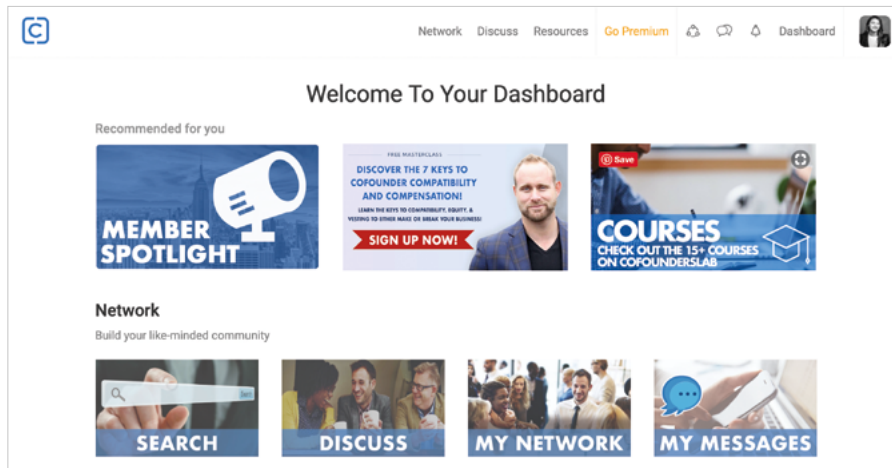 Network Discuss Resources Go Premium Dashboard
Welcome To Your Dashboard
Recommended for you
MEMBER
SPOTLIGHT
FREE MASTERCLASS
DISCOVER THE 7 KEYS TO
COFOUNDER COMPATIBILITY
AND COMPENSATION!
LEARN THE KEYS TO COMPATIBILITY, EQUITY, &
VESTING TO EITHER MAKE OR BREAK YOUR BUSINESS!
SIGN UP NOW!
Save
COURSES
CHECK OUT THE 15+ COURSES
ON COFOUNDERSLAB
Network
Build your like-minded community
SEARCH
DISCUSS
MY NETWORK
MY MESSAGES